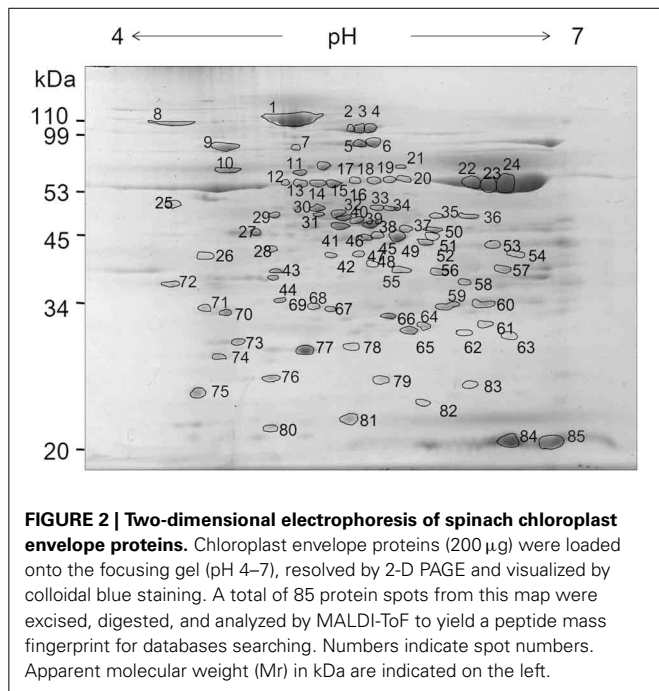 4 pH 7
kDa
110
99
53
45
34
20
8 1 2 3 4
9 7 5 6
10 11 17 18 19 21
12 13 14 15 16 20 22 23 24
25 30 32 33 34
29 31 40 39 35 36
27 38 37 50
26 28 41 46 45 49 51 53 54
42 47 48 52
72 43 55 56 57
44 58
71 70 69 68 67 59 60
66 64 61
73 77 78 65 62 63
74
75 76 79 83
82
80 81 84 85
FIGURE 2 | Two-dimensional electrophoresis of spinach chloroplast
envelope proteins. Chloroplast envelope proteins (200 μg) were loaded
onto the focusing gel (pH 4–7), resolved by 2-D PAGE and visualized by
colloidal blue staining. A total of 85 protein spots from this map were
excised, digested, and analyzed by MALDI-ToF to yield a peptide mass
fingerprint for databases searching. Numbers indicate spot numbers.
Apparent molecular weight (Mr) in kDa are indicated on the left.